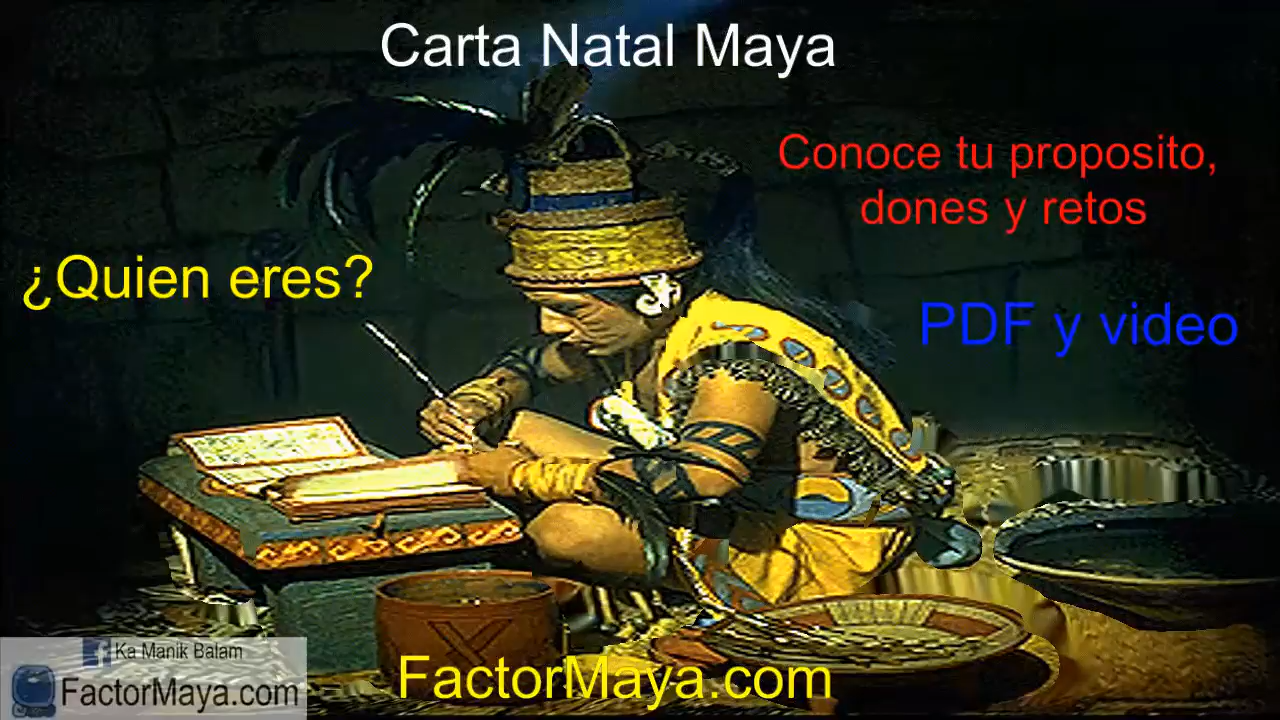 Carta Natal Maya
Conoce tu proposito,
dones y retos
¿Quien eres?
PDF y video
Ka Manik Balam
FactorMaya.com
FactorMaya.com